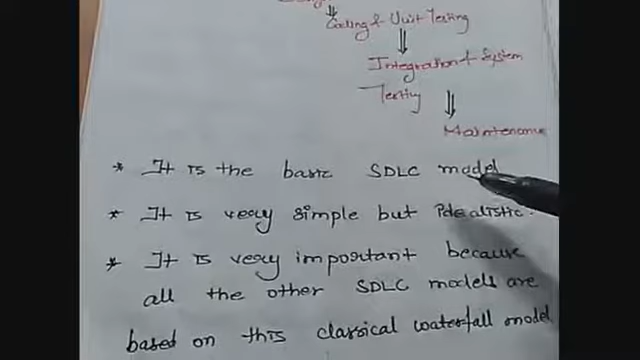 Coding & Unit Testing
Integration & System
Testing
Maintenance
* It is the basic SDLC model
* It is very simple but idealistic.
* It is very important because
all the other SDLC models are
based on this classical waterfall model